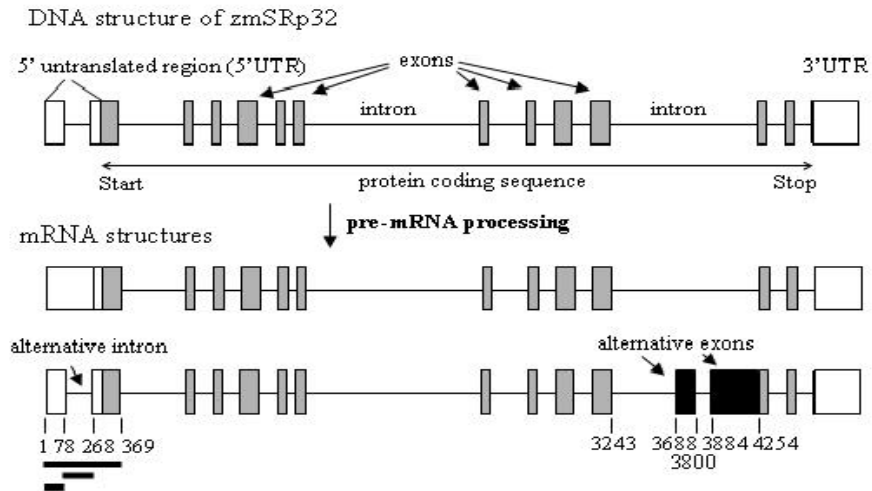 DNA structure of zmSRp32
5' untranslated region (5'UTR)
exons
3'UTR
intron
intron
Start
protein coding sequence
Stop
pre-mRNA processing
mRNA structures
alternative intron
alternative exons
1 78 268 369
3243 3688 3884 4254
3800